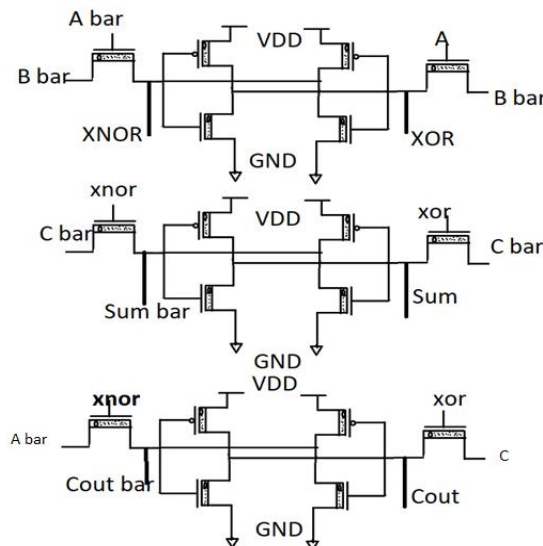 A bar
VDD
A
B bar
B bar
XNOR
XOR
GND
xnor
xor
VDD
C bar
C bar
Sum bar
Sum
GND
VDD
xnor
xor
A bar
C
Cout bar
Cout
GND